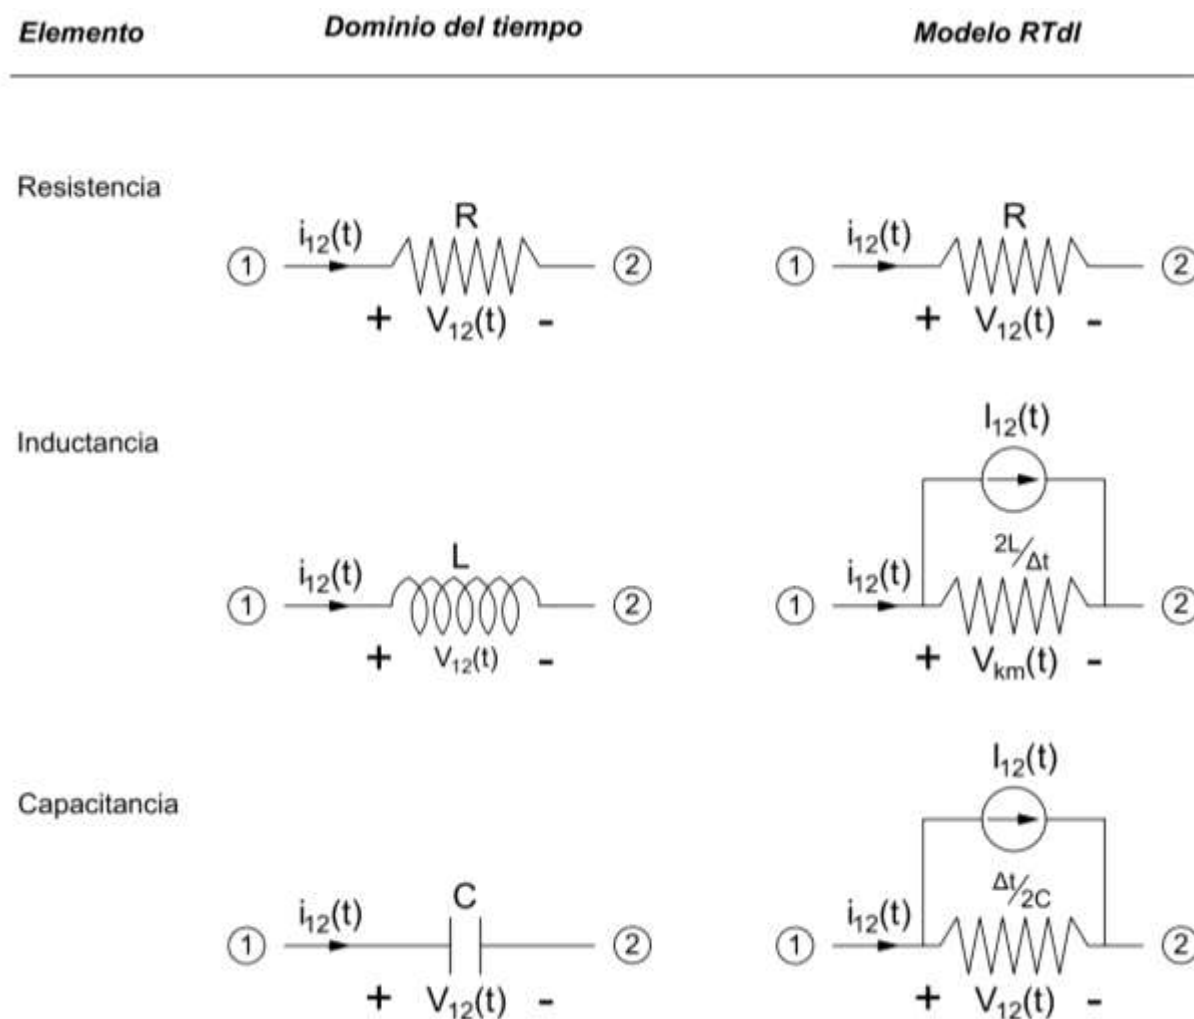 Elemento Dominio del tiempo Modelo RTdl
Resistencia
R R
i12(t) i12(t)
1 2 1 2
+ V12(t) - + V12(t) -
I12(t)
Inductancia
2L/Δt
L
i12(t) i12(t)
1 2 1 2
+ V12(t) - + Vkm(t) -
I12(t)
Capacitancia
Δt/2C
C
i12(t) i12(t)
1 2 1 2
+ V12(t) - + V12(t) -